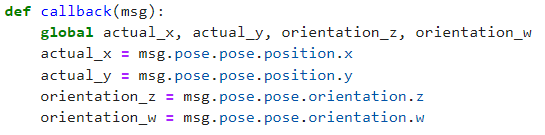 def callback(msg):
    global actual_x, actual_y, orientation_z, orientation_w
    actual_x = msg.pose.pose.position.x
    actual_y = msg.pose.pose.position.y
    orientation_z = msg.pose.pose.orientation.z
    orientation_w = msg.pose.pose.orientation.w